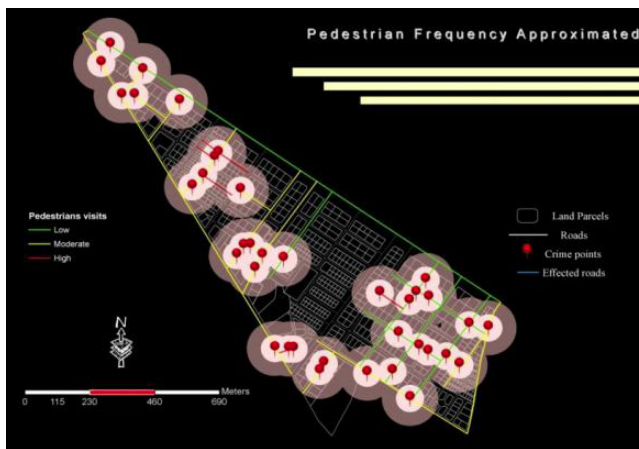 Pedestrian Frequency Approximated
Pedestrians visits
Low
Moderate
High
Land Parcels
Roads
Crime points
Effected roads
N
Meters
0 115 230 460 690